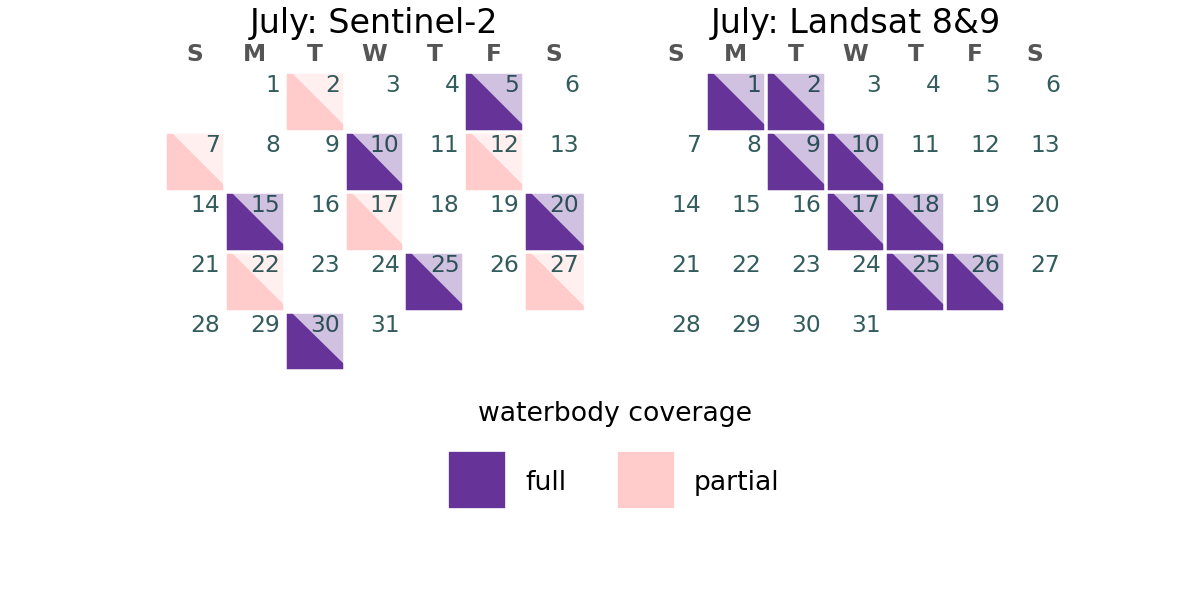 July: Sentinel-2
S M T W T F S
1 2 3 4 5 6
7 8 9 10 11 12 13
14 15 16 17 18 19 20
21 22 23 24 25 26 27
28 29 30 31
July: Landsat 8&9
S M T W T F S
1 2 3 4 5 6
7 8 9 10 11 12 13
14 15 16 17 18 19 20
21 22 23 24 25 26 27
28 29 30 31
waterbody coverage
full
partial